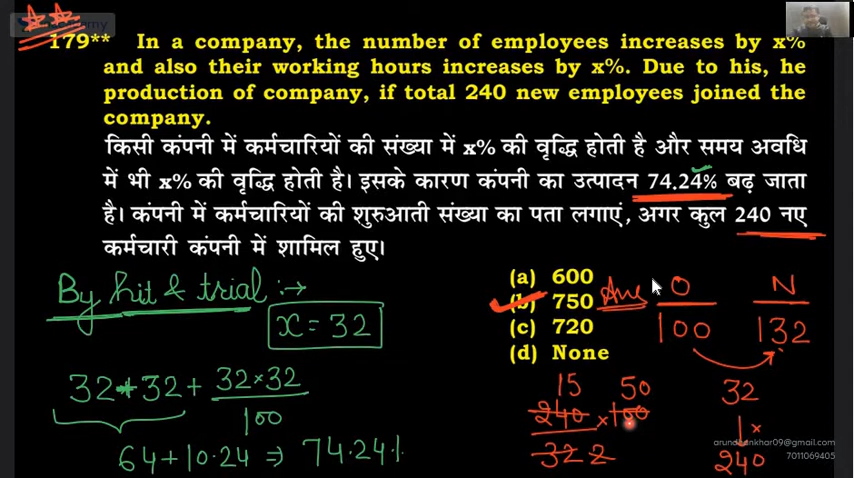 179** In a company, the number of employees increases by x%
and also their working hours increases by x%. Due to his, he
production of company, if total 240 new employees joined the
company.
किसी कंपनी में कर्मचारियों की संख्या में x% की वृद्धि होती है और समय अवधि
में भी x% की वृद्धि होती है। इसके कारण कंपनी का उत्पादन 74.24% बढ़ जाता
है। कंपनी में कर्मचारियों की शुरुआती संख्या का पता लगाएं, अगर कुल 240 नए
कर्मचारी कंपनी में शामिल हुए।
By hit & trial :→
x = 32
32 + 32 + 32×32
100
64 + 10.24 ⇒ 74.24%
(a) 600
(b) 750 Ans
(c) 720
(d) None
O N
100 132
15 50
240 × 100
32 2
32
1 ×
240
arundhankhar09@gmail.com
7011069405